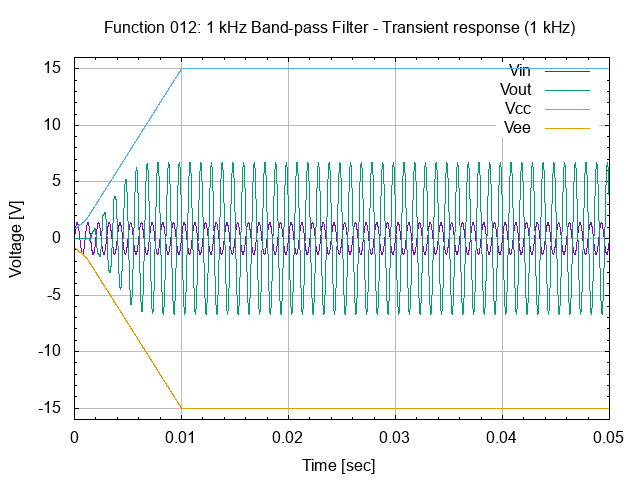 Function 012: 1 kHz Band-pass Filter - Transient response (1 kHz)
15
10
5
0
-5
-10
-15
Voltage [V]
Vin
Vout
Vcc
Vee
0 0.01 0.02 0.03 0.04 0.05
Time [sec]